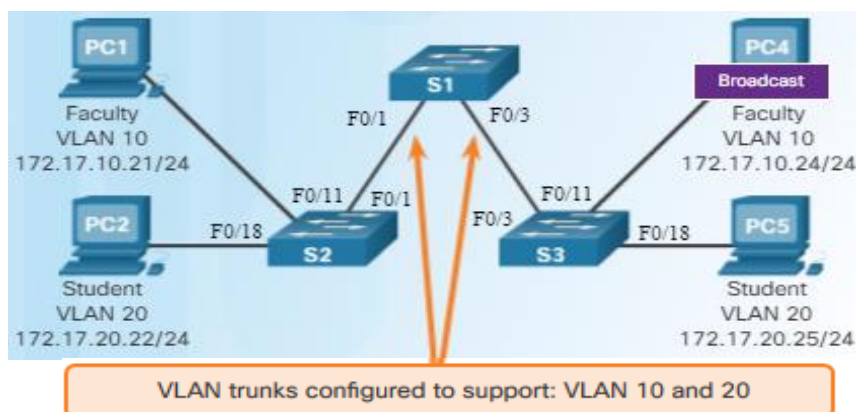 PC1
Faculty
VLAN 10
172.17.10.21/24
S1
F0/1
F0/3
PC4
Broadcast
Faculty
VLAN 10
172.17.10.24/24
PC2
F0/18
F0/11
F0/1
S2
Student
VLAN 20
172.17.20.22/24
F0/11
F0/3
S3
F0/18
PC5
Student
VLAN 20
172.17.20.25/24
VLAN trunks configured to support: VLAN 10 and 20